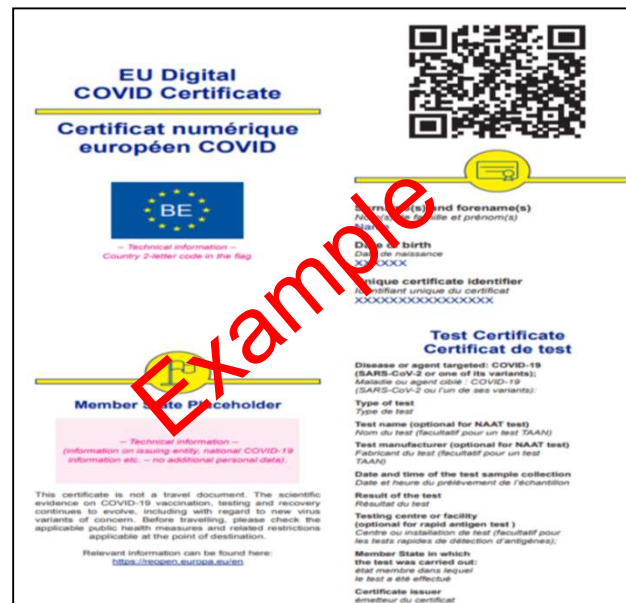 EU Digital
COVID Certificate
Certificat numérique
européen COVID
BE
– Technical information –
Country 2-letter code in the flag
Member State Placeholder
– Technical information –
(information on issuing entity, national COVID-19
information etc. – no additional personal data).
This certificate is not a travel document. The scientific
evidence on COVID-19 vaccination, testing and recovery
continues to evolve, including with regard to new virus
variants of concern. Before travelling, please check the
applicable public health measures and related restrictions
applicable at the point of destination.
Relevant information can be found here:
https://reopen.europa.eu/en
Surname(s) and forename(s)
Nom(s) de famille et prénom(s)
Name
Date of birth
Date de naissance
XXXXXX
Unique certificate identifier
Identifiant unique du certificat
XXXXXXXXXXXXXXXX
Test Certificate
Certificat de test
Disease or agent targeted: COVID-19
(SARS-CoV-2 or one of its variants);
Maladie ou agent ciblé : COVID-19
(SARS-CoV-2 ou l'un de ses variants):
Type of test
Type de test
Test name (optional for NAAT test)
Nom du test (facultatif pour un test TAAN)
Test manufacturer (optional for NAAT test)
Fabricant du test (facultatif pour un test
TAAN)
Date and time of the test sample collection
Date et heure du prélèvement de l'échantillon
Result of the test
Résultat du test
Testing centre or facility
(optional for rapid antigen test )
Centre ou installation de test (facultatif pour
les tests rapides de détection d'antigènes);
Member State in which
the test was carried out:
état membre dans lequel
le test a été effectué
Certificate issuer
émetteur du certificat
Example